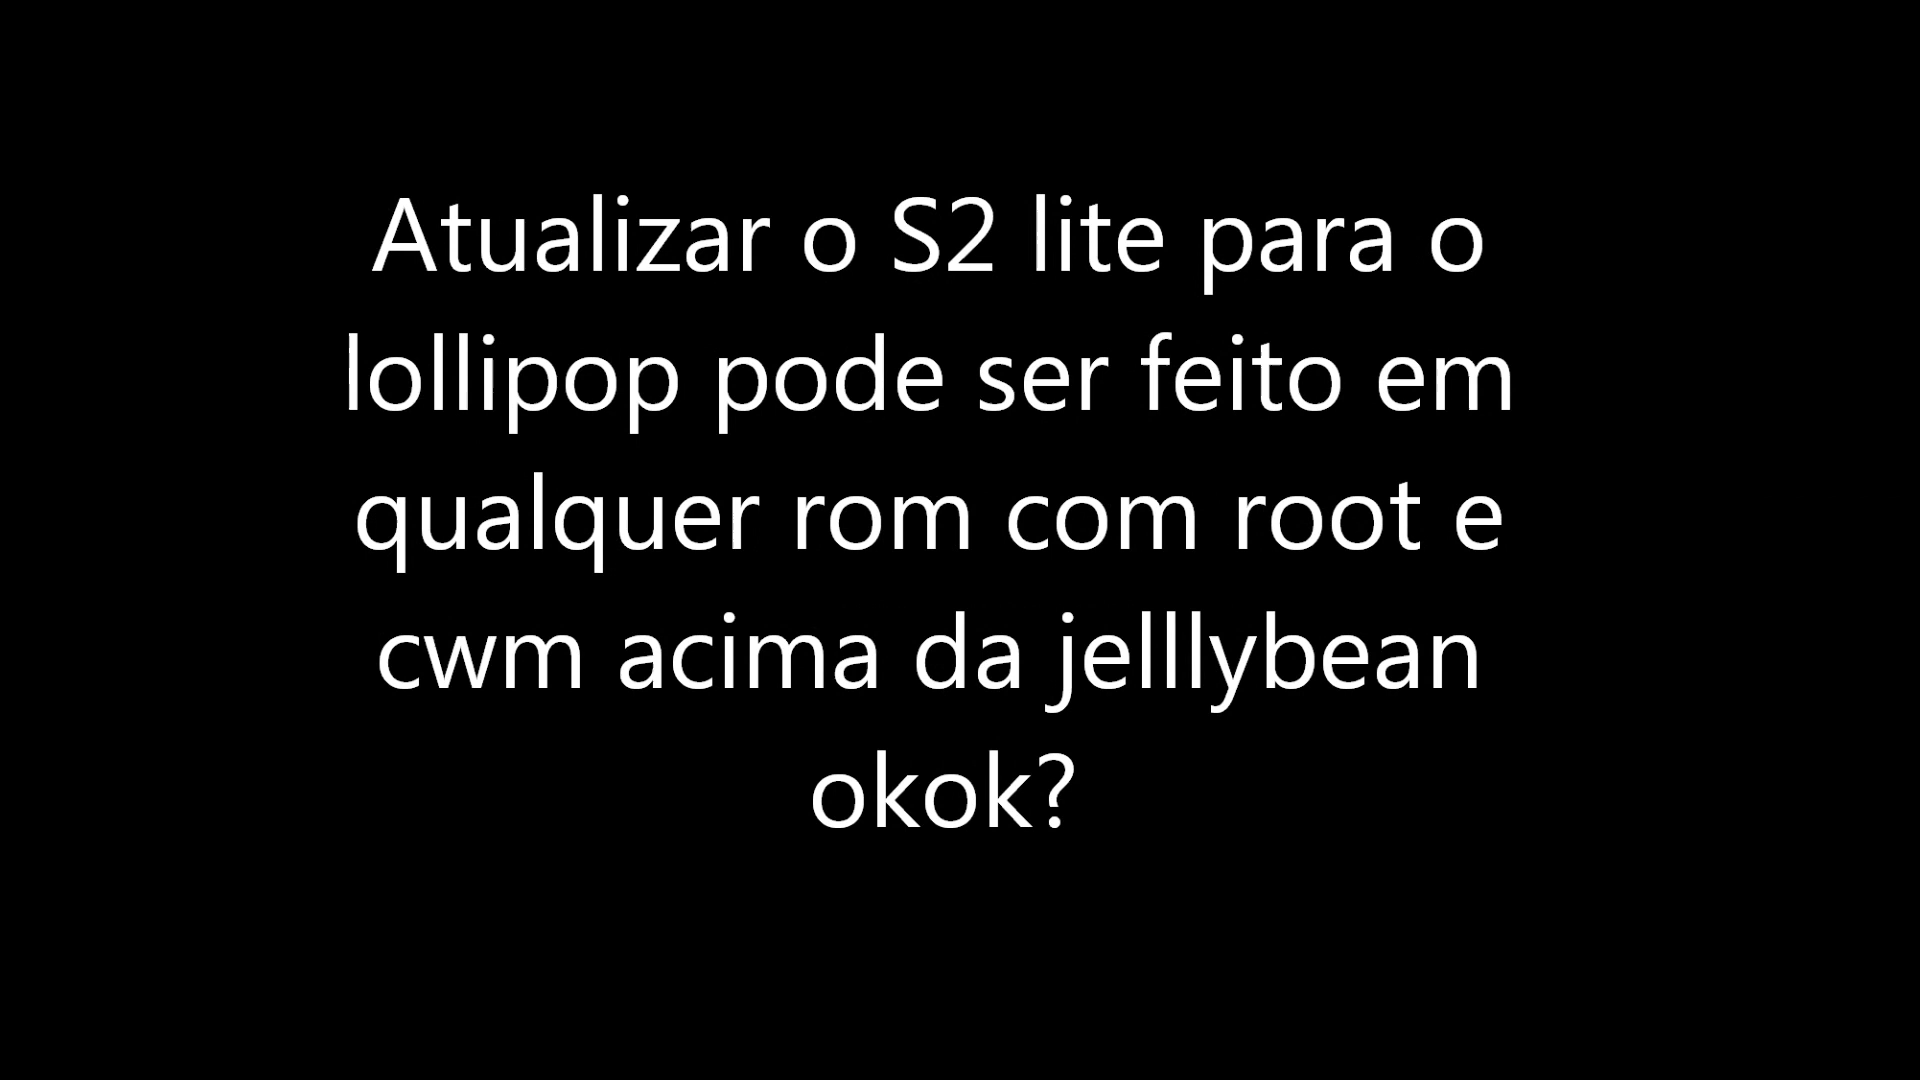 Atualizar o S2 lite para o
lollipop pode ser feito em
qualquer rom com root e
cwm acima da jelllybean
okok?